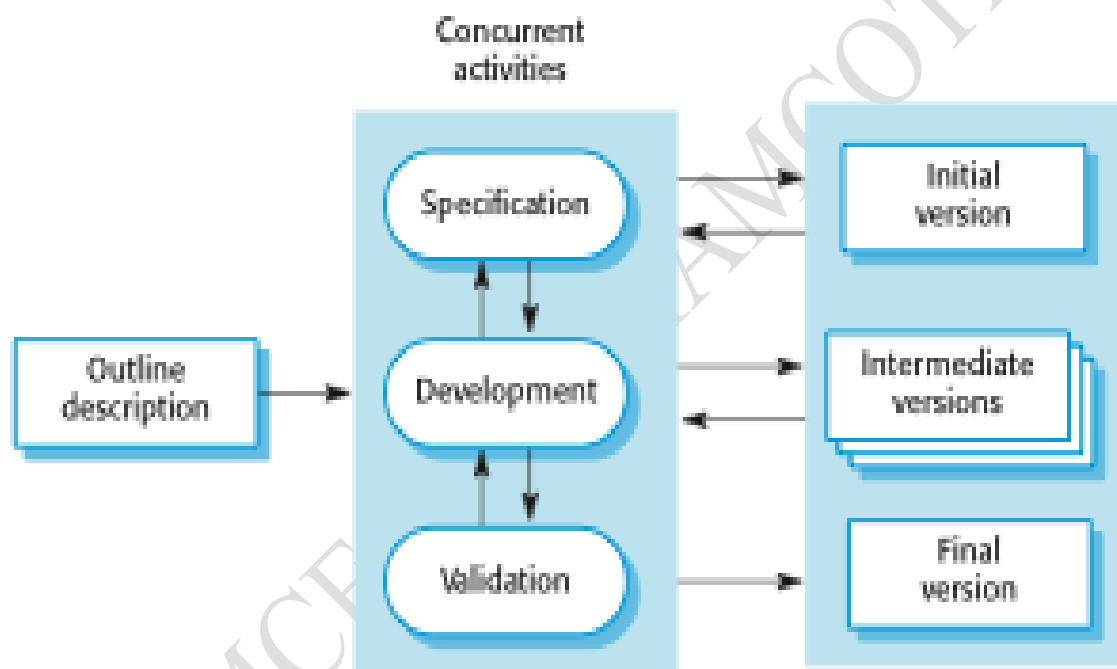 Concurrent
activities
Specification
Initial
version
Outline
description
Development
Intermediate
versions
Validation
Final
version